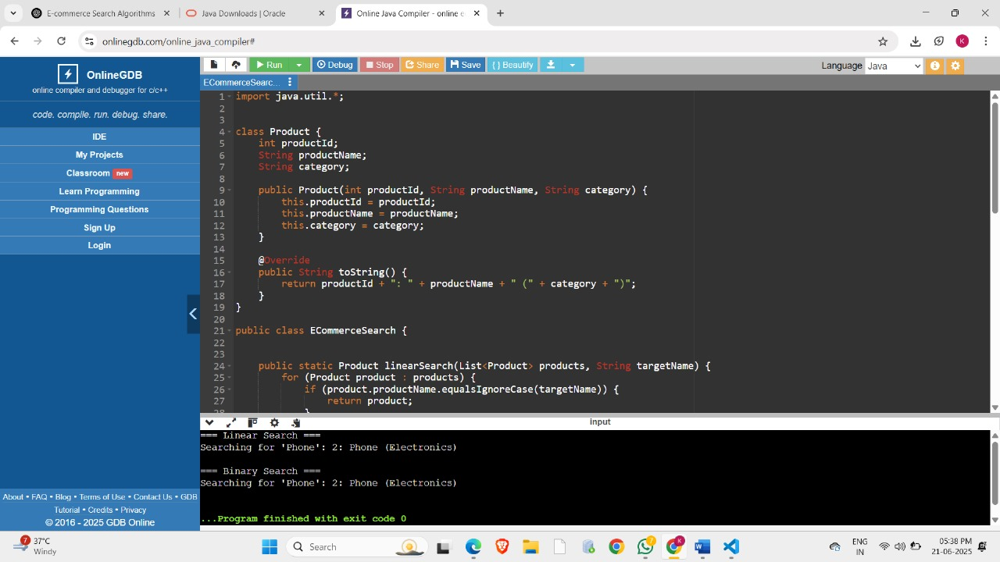 E-commerce Search Algorithms
Java Downloads | Oracle
Online Java Compiler - online e
onlinegdb.com/online_java_compiler#
K
OnlineGDB
online compiler and debugger for c/c++
code. compile. run. debug. share.
IDE
My Projects
Classroom new
Learn Programming
Programming Questions
Sign Up
Login
About • FAQ • Blog • Terms of Use • Contact Us • GDB
Tutorial • Credits • Privacy
© 2016 - 2025 GDB Online
Run Debug Stop Share Save { } Beautify
Language Java
ECommerceSearc...
1 import java.util.*;
2
3
4 class Product {
5 int productId;
6 String productName;
7 String category;
8
9 public Product(int productId, String productName, String category) {
10 this.productId = productId;
11 this.productName = productName;
12 this.category = category;
13 }
14
15 @Override
16 public String toString() {
17 return productId + ": " + productName + " (" + category + ")";
18 }
19 }
20
21 public class ECommerceSearch {
22
23
24 public static Product linearSearch(List<Product> products, String targetName) {
25 for (Product product : products) {
26 if (product.productName.equalsIgnoreCase(targetName)) {
27 return product;
28 }
input
=== Linear Search ===
Searching for 'Phone': 2: Phone (Electronics)
=== Binary Search ===
Searching for 'Phone': 2: Phone (Electronics)
...Program finished with exit code 0
7
37°C
Windy
Search
7
K
ENG
IN
05:38 PM
21-06-2025